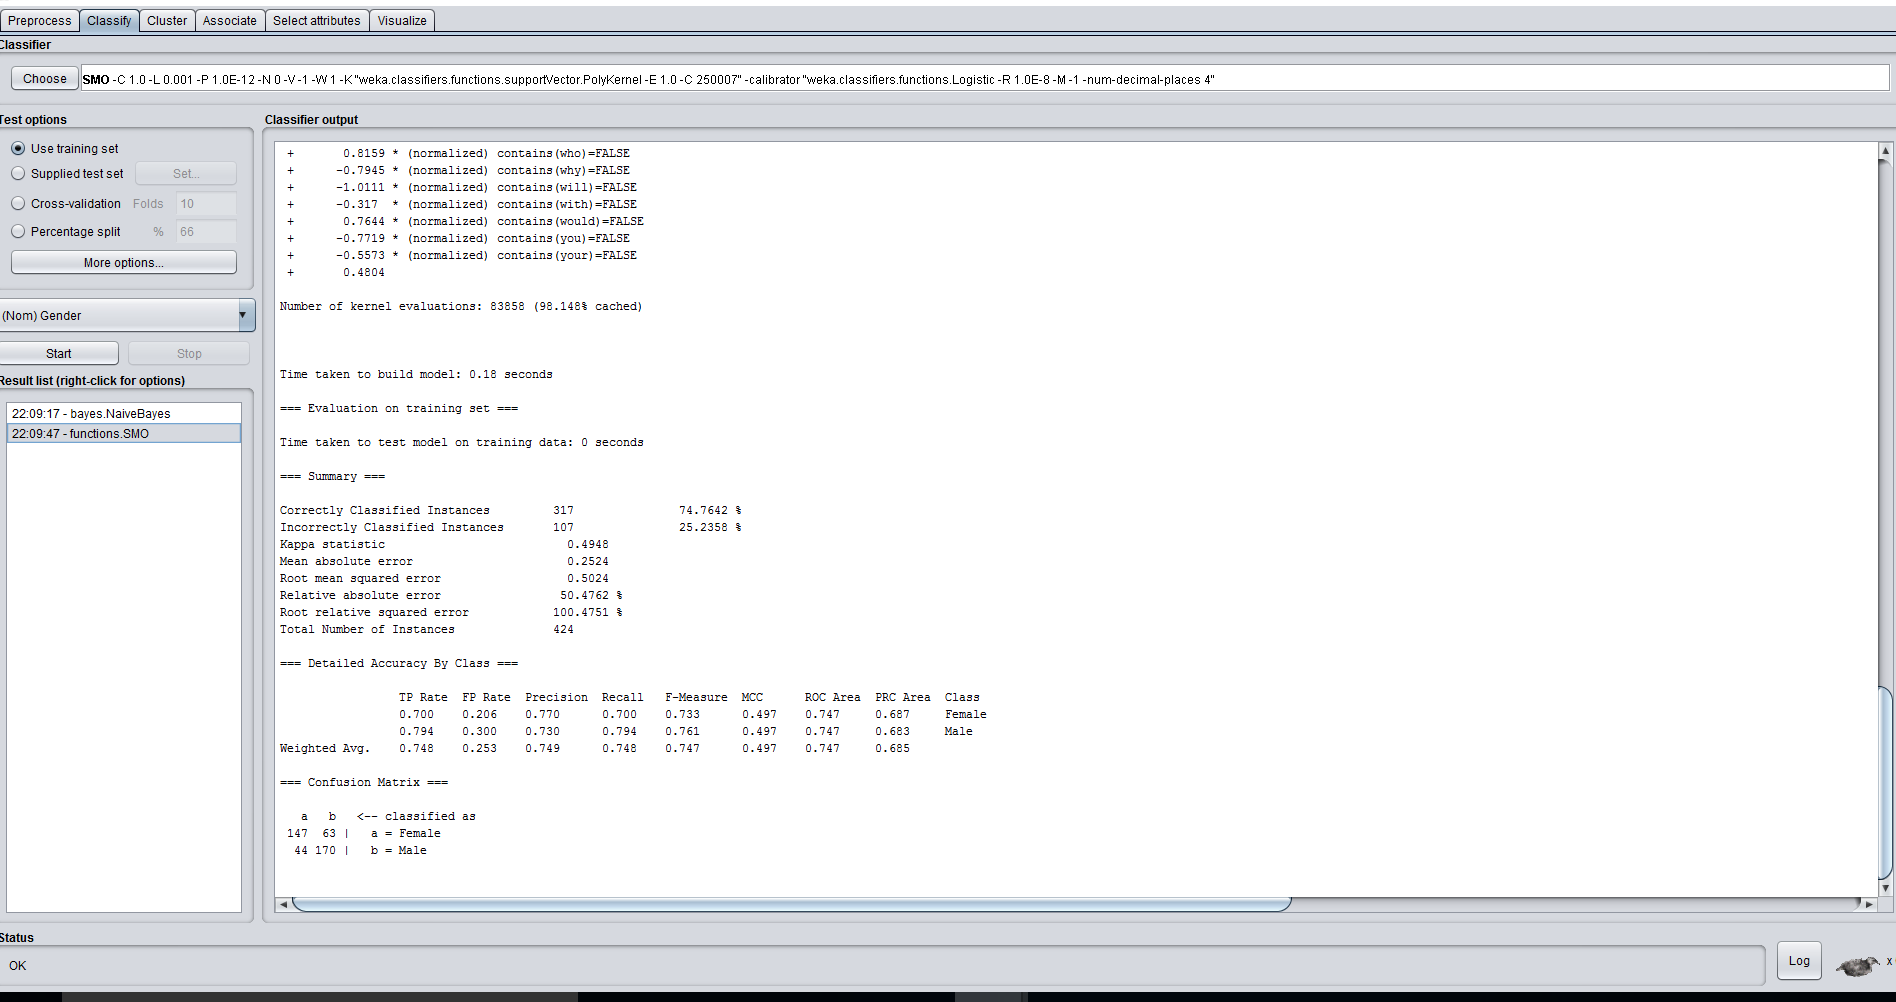 Preprocess Classify Cluster Associate Select attributes Visualize
Classifier
Choose SMO -C 1.0 -L 0.001 -P 1.0E-12 -N 0 -V -1 -W 1 -K "weka.classifiers.functions.supportVector.PolyKernel -E 1.0 -C 250007" -calibrator "weka.classifiers.functions.Logistic -R 1.0E-8 -M -1 -num-decimal-places 4"
Test options
Use training set
Supplied test set Set...
Cross-validation Folds 10
Percentage split % 66
More options...
(Nom) Gender
Start Stop
Result list (right-click for options)
22:09:17 - bayes.NaiveBayes
22:09:47 - functions.SMO
Classifier output
+ 0.8159 * (normalized) contains(who)=FALSE
+ -0.7945 * (normalized) contains(why)=FALSE
+ -1.0111 * (normalized) contains(will)=FALSE
+ -0.317 * (normalized) contains(with)=FALSE
+ 0.7644 * (normalized) contains(would)=FALSE
+ -0.7719 * (normalized) contains(you)=FALSE
+ -0.5573 * (normalized) contains(your)=FALSE
+ 0.4804
Number of kernel evaluations: 83858 (98.148% cached)
Time taken to build model: 0.18 seconds
=== Evaluation on training set ===
Time taken to test model on training data: 0 seconds
=== Summary ===
Correctly Classified Instances 317 74.7642 %
Incorrectly Classified Instances 107 25.2358 %
Kappa statistic 0.4948
Mean absolute error 0.2524
Root mean squared error 0.5024
Relative absolute error 50.4762 %
Root relative squared error 100.4751 %
Total Number of Instances 424
=== Detailed Accuracy By Class ===
TP Rate FP Rate Precision Recall F-Measure MCC ROC Area PRC Area Class
0.700 0.206 0.770 0.700 0.733 0.497 0.747 0.687 Female
0.794 0.300 0.730 0.794 0.761 0.497 0.747 0.683 Male
Weighted Avg. 0.748 0.253 0.749 0.748 0.747 0.497 0.747 0.685
=== Confusion Matrix ===
a b <-- classified as
147 63 | a = Female
44 170 | b = Male
Status
OK
Log x